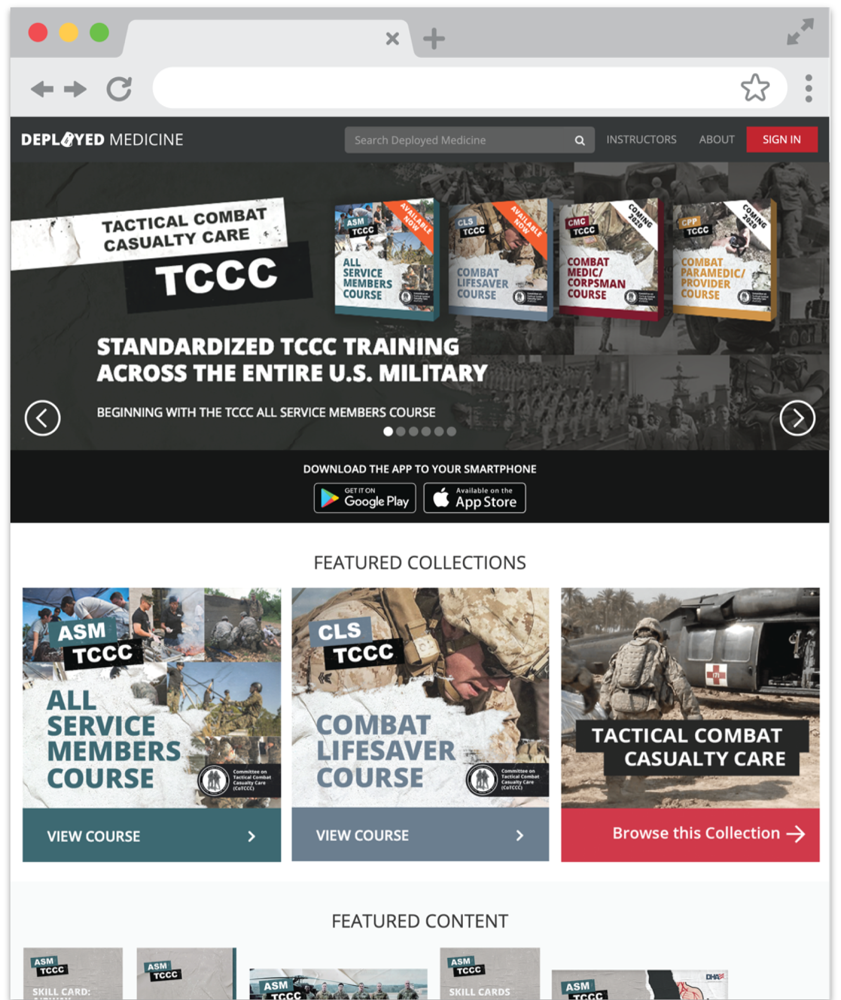 DEPLOYED MEDICINE
Search Deployed Medicine
INSTRUCTORS
ABOUT
SIGN IN
TACTICAL COMBAT
CASUALTY CARE
TCCC
ASM
TCCC
AVAILABLE
NOW
ALL
SERVICE
MEMBERS
COURSE
CLS
TCCC
AVAILABLE
NOW
COMBAT
LIFESAVER
COURSE
CMC
TCCC
COMING
2020
COMBAT
MEDIC/
CORPSMAN
COURSE
CPP
TCCC
COMING
2020
COMBAT
PARAMEDIC/
PROVIDER
COURSE
STANDARDIZED TCCC TRAINING
ACROSS THE ENTIRE U.S. MILITARY
BEGINNING WITH THE TCCC ALL SERVICE MEMBERS COURSE
DOWNLOAD THE APP TO YOUR SMARTPHONE
GET IT ON
Google Play
Available on the
App Store
FEATURED COLLECTIONS
ASM
TCCC
ALL
SERVICE
MEMBERS
COURSE
Committee on
Tactical Combat
Casualty Care
(CoTCCC)
VIEW COURSE
CLS
TCCC
COMBAT
LIFESAVER
COURSE
Committee on
Tactical Combat
Casualty Care
(CoTCCC)
VIEW COURSE
171
TACTICAL COMBAT
CASUALTY CARE
Browse this Collection
FEATURED CONTENT
ASM
TCCC
SKILL CARD:
ASM
TCCC
ASM
TCCC
ASM
TCCC
SKILL CARDS
DHA
ASM
TCCC